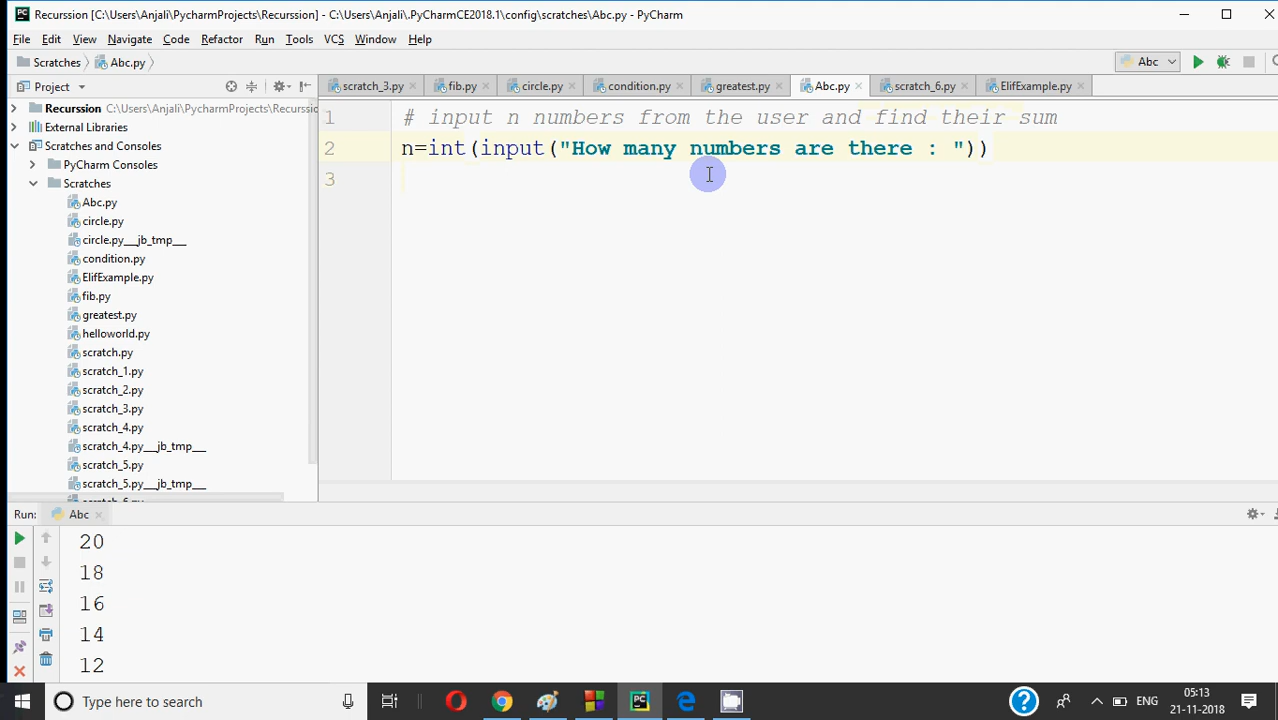 Recurssion [C:\Users\Anjali\PycharmProjects\Recurssion] - C:\Users\Anjali\.PyCharmCE2018.1\config\scratches\Abc.py - PyCharm
File Edit View Navigate Code Refactor Run Tools VCS Window Help
Scratches Abc.py
Abc
Project
scratch_3.py fib.py circle.py condition.py greatest.py Abc.py scratch_6.py ElifExample.py
Recurssion C:\Users\Anjali\PycharmProjects\Recurssio
External Libraries
Scratches and Consoles
PyCharm Consoles
Scratches
Abc.py
circle.py
circle.py___jb_tmp___
condition.py
ElifExample.py
fib.py
greatest.py
helloworld.py
scratch.py
scratch_1.py
scratch_2.py
scratch_3.py
scratch_4.py
scratch_4.py___jb_tmp___
scratch_5.py
scratch_5.py___jb_tmp___
1 # input n numbers from the user and find their sum
2 n=int(input("How many numbers are there : "))
3
Run: Abc
20
18
16
14
12
Type here to search
ENG
05:13
21-11-2018